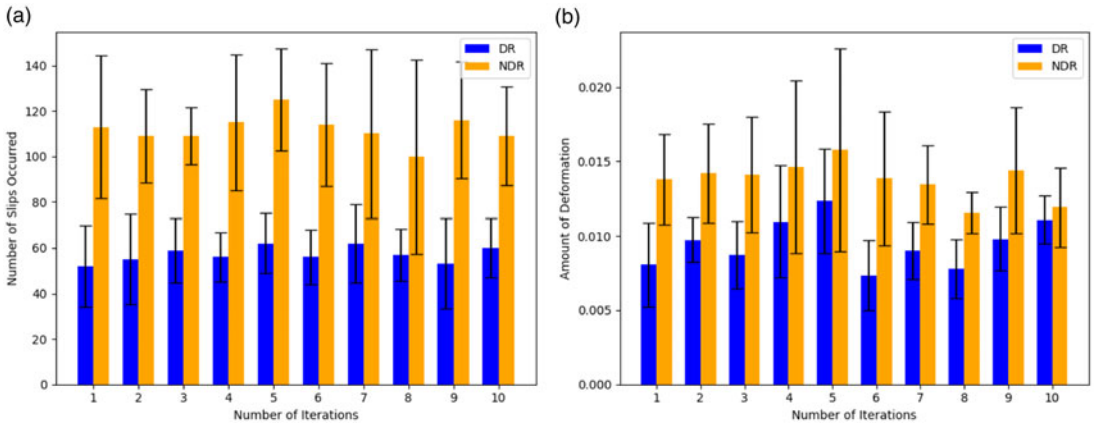 (a)
Number of Slips Occurred
140
120
100
80
60
40
20
0
DR
NDR
1 2 3 4 5 6 7 8 9 10
Number of Iterations
(b)
Amount of Deformation
0.020
0.015
0.010
0.005
0.000
DR
NDR
1 2 3 4 5 6 7 8 9 10
Number of Iterations